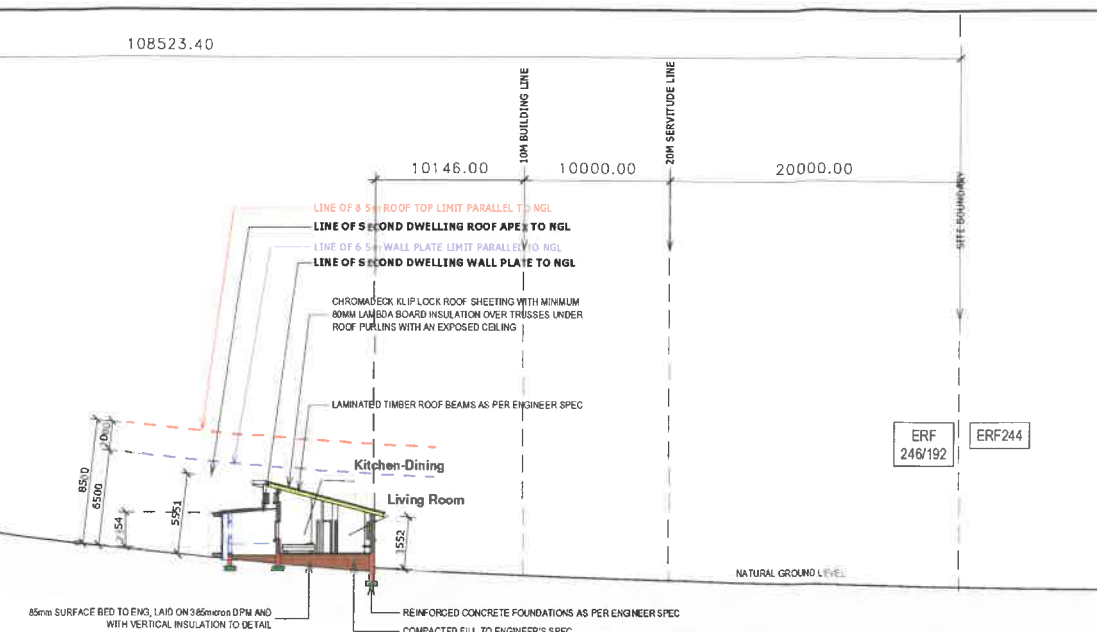 108523.40
10M BUILDING LINE
20M SERVITUDE LINE
10146.00
10000.00
20000.00
SITE BOUNDARY
LINE OF 8 5m ROOF TOP LIMIT PARALLEL TO NGL
LINE OF SECOND DWELLING ROOF APEX TO NGL
LINE OF 6 5m WALL PLATE LIMIT PARALLEL TO NGL
LINE OF SECOND DWELLING WALL PLATE TO NGL
CHROMADECK KLIP LOCK ROOF SHEETING WITH MINIMUM
80MM LAMBDA BOARD INSULATION OVER TRUSSES UNDER
ROOF PURLINS WITH AN EXPOSED CEILING
LAMINATED TIMBER ROOF BEAMS AS PER ENGINEER SPEC
ERF
246/192
ERF244
Kitchen-Dining
Living Room
8500
6500
5551
3552
NATURAL GROUND LEVEL
85mm SURFACE BED TO ENG, LAID ON 385micron DPM AND
WITH VERTICAL INSULATION TO DETAIL
REINFORCED CONCRETE FOUNDATIONS AS PER ENGINEER SPEC
COMPACTED FILL TO ENGINEER'S SPEC